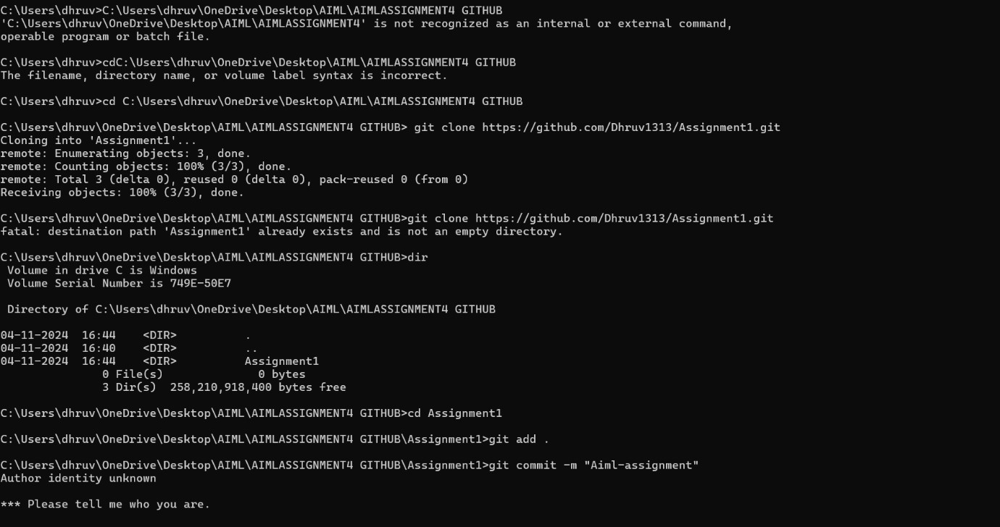 C:\Users\dhruv>C:\Users\dhruv\OneDrive\Desktop\AIML\AIMLASSIGNMENT4 GITHUB
'C:\Users\dhruv\OneDrive\Desktop\AIML\AIMLASSIGNMENT4' is not recognized as an internal or external command,
operable program or batch file.
C:\Users\dhruv>cdC:\Users\dhruv\OneDrive\Desktop\AIML\AIMLASSIGNMENT4 GITHUB
The filename, directory name, or volume label syntax is incorrect.
C:\Users\dhruv>cd C:\Users\dhruv\OneDrive\Desktop\AIML\AIMLASSIGNMENT4 GITHUB
C:\Users\dhruv\OneDrive\Desktop\AIML\AIMLASSIGNMENT4 GITHUB> git clone https://github.com/Dhruv1313/Assignment1.git
Cloning into 'Assignment1'...
remote: Enumerating objects: 3, done.
remote: Counting objects: 100% (3/3), done.
remote: Total 3 (delta 0), reused 0 (delta 0), pack-reused 0 (from 0)
Receiving objects: 100% (3/3), done.
C:\Users\dhruv\OneDrive\Desktop\AIML\AIMLASSIGNMENT4 GITHUB>git clone https://github.com/Dhruv1313/Assignment1.git
fatal: destination path 'Assignment1' already exists and is not an empty directory.
C:\Users\dhruv\OneDrive\Desktop\AIML\AIMLASSIGNMENT4 GITHUB>dir
Volume in drive C is Windows
Volume Serial Number is 749E-50E7
Directory of C:\Users\dhruv\OneDrive\Desktop\AIML\AIMLASSIGNMENT4 GITHUB
04-11-2024  16:44    <DIR>          .
04-11-2024  16:40    <DIR>          ..
04-11-2024  16:44    <DIR>          Assignment1
0 File(s)              0 bytes
3 Dir(s)  258,210,918,400 bytes free
C:\Users\dhruv\OneDrive\Desktop\AIML\AIMLASSIGNMENT4 GITHUB>cd Assignment1
C:\Users\dhruv\OneDrive\Desktop\AIML\AIMLASSIGNMENT4 GITHUB\Assignment1>git add .
C:\Users\dhruv\OneDrive\Desktop\AIML\AIMLASSIGNMENT4 GITHUB\Assignment1>git commit -m "Aiml-assignment"
Author identity unknown
*** Please tell me who you are.